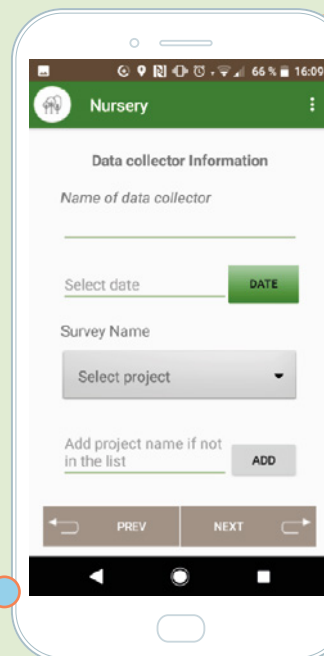 66 % 16:09
Nursery
Data collector Information
Name of data collector
Select date
DATE
Survey Name
Select project
Add project name if not
in the list
ADD
PREV
NEXT